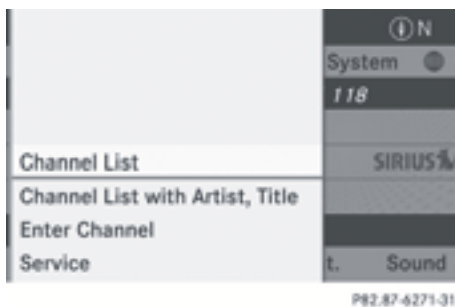 N
System
118
Channel List
SIRIUS
Channel List with Artist, Title
Enter Channel
Service
t.
Sound
P82.87-6271-31